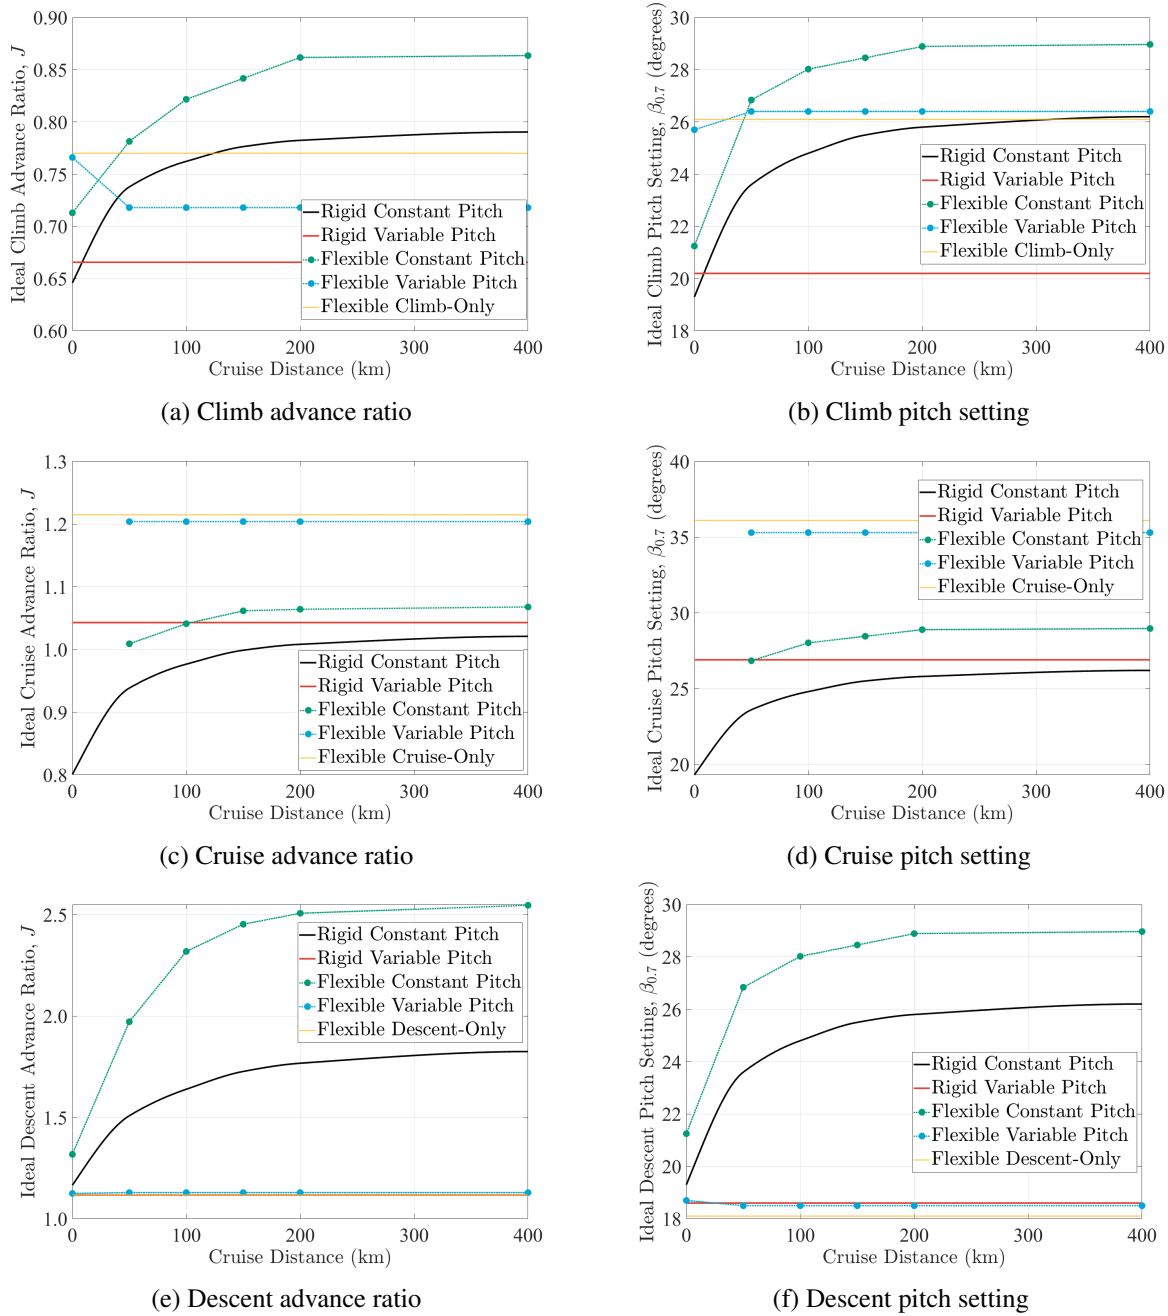 0.90
0.85
0.80
0.75
0.70
0.65
0.60
Ideal Climb Advance Ratio, J
Rigid Constant Pitch
Rigid Variable Pitch
Flexible Constant Pitch
Flexible Variable Pitch
Flexible Climb-Only
0 100 200 300 400
Cruise Distance (km)
(a) Climb advance ratio
30
28
26
24
22
20
18
Ideal Climb Pitch Setting, β0.7 (degrees)
Rigid Constant Pitch
Rigid Variable Pitch
Flexible Constant Pitch
Flexible Variable Pitch
Flexible Climb-Only
0 100 200 300 400
Cruise Distance (km)
(b) Climb pitch setting
1.3
1.2
1.1
1.0
0.9
0.8
Ideal Cruise Advance Ratio, J
Rigid Constant Pitch
Rigid Variable Pitch
Flexible Constant Pitch
Flexible Variable Pitch
Flexible Cruise-Only
0 100 200 300 400
Cruise Distance (km)
(c) Cruise advance ratio
40
35
30
25
20
Ideal Cruise Pitch Setting, β0.7 (degrees)
Rigid Constant Pitch
Rigid Variable Pitch
Flexible Constant Pitch
Flexible Variable Pitch
Flexible Cruise-Only
0 100 200 300 400
Cruise Distance (km)
(d) Cruise pitch setting
2.5
2.0
1.5
1.0
Ideal Descent Advance Ratio, J
Rigid Constant Pitch
Rigid Variable Pitch
Flexible Constant Pitch
Flexible Variable Pitch
Flexible Descent-Only
0 100 200 300 400
Cruise Distance (km)
(e) Descent advance ratio
30
28
26
24
22
20
18
Ideal Descent Pitch Setting, β0.7 (degrees)
Rigid Constant Pitch
Rigid Variable Pitch
Flexible Constant Pitch
Flexible Variable Pitch
Flexible Descent-Only
0 100 200 300 400
Cruise Distance (km)
(f) Descent pitch setting